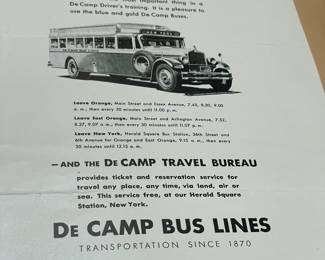 most important thing in a
De Camp Driver's training. It is a pleasure to
use the blue and gold De Camp Buses.
Leave Orange, Main Street and Essex Avenue, 7.45, 8.30, 9.00
a. m., then every 30 minutes until 11.00 p. m.
Leave East Orange, Main Street and Arlington Avenue, 7.52,
8.37, 9.07 a. m., then every 30 minutes until 11.07 p. m.
Leave New York, Herald Square Bus Station, 36th Street and
6th Avenue for Orange and East Orange, 9.15 a. m., then every
30 minutes until 12.15 a. m.
—AND THE DE CAMP TRAVEL BUREAU
provides ticket and reservation service for
travel any place, any time, via land, air or
sea. This service free, at our Herald Square
Station, New York.
DE CAMP BUS LINES
TRANSPORTATION SINCE 1870